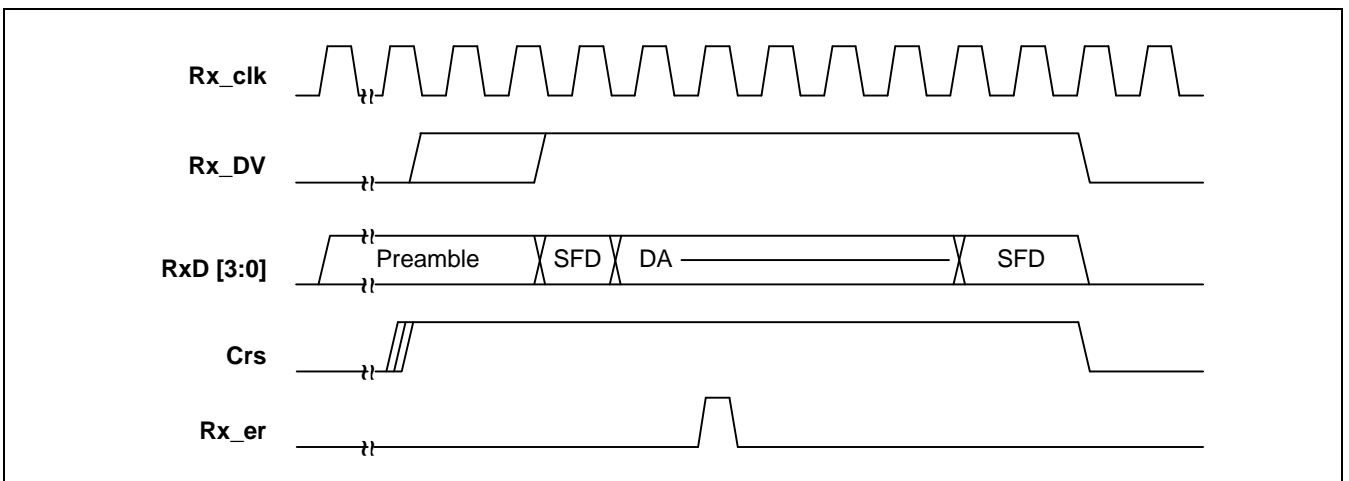 Rx_clk
Rx_DV
RxD [3:0] Preamble SFD DA SFD
Crs
Rx_er